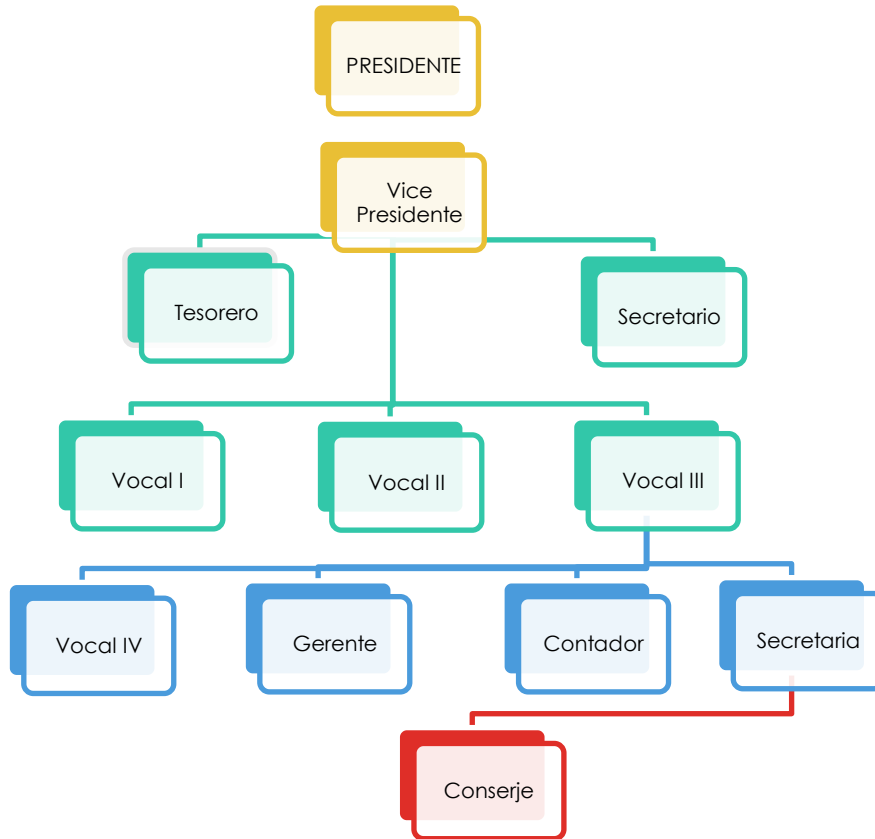 PRESIDENTE
Vice
Presidente
Tesorero
Secretario
Vocal I
Vocal II
Vocal III
Vocal IV
Gerente
Contador
Secretaria
Conserje